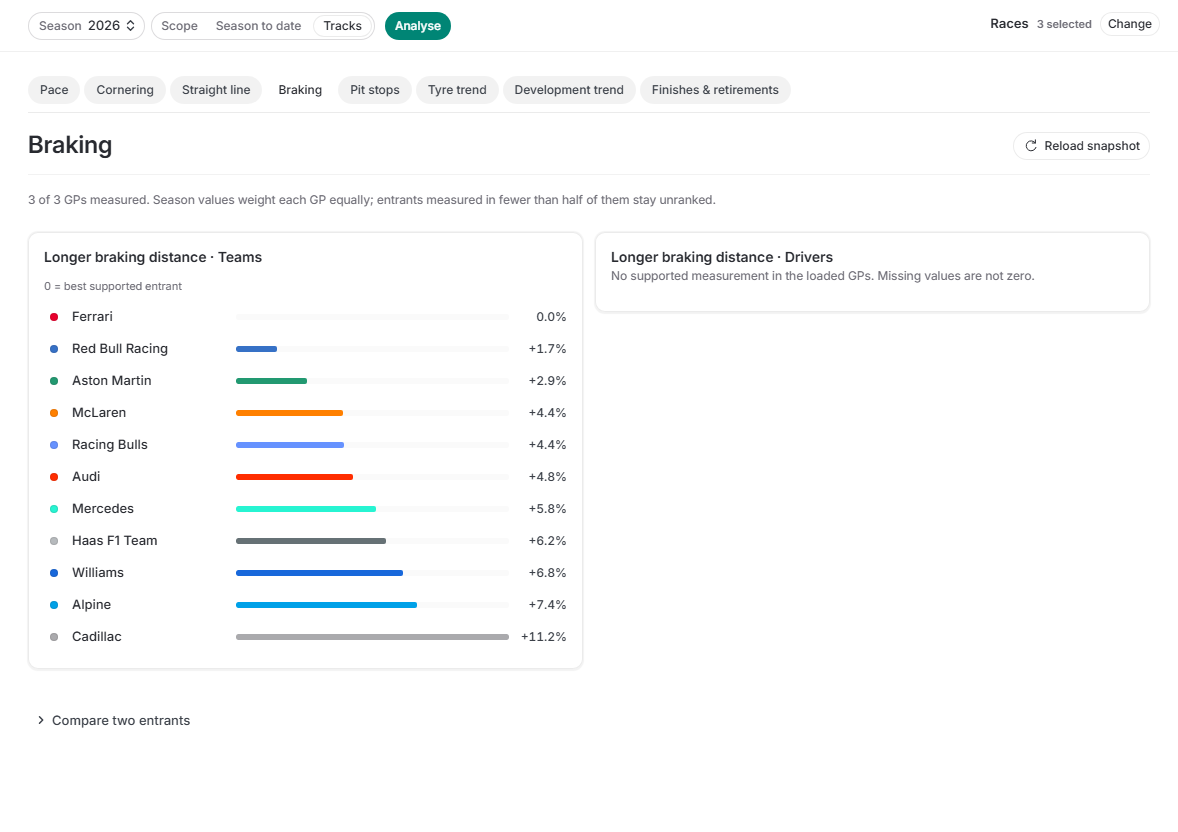 Season 2026
Scope Season to date Tracks
Analyse
Races 3 selected Change
Pace Cornering Straight line Braking Pit stops Tyre trend Development trend Finishes & retirements
Braking
Reload snapshot
3 of 3 GPs measured. Season values weight each GP equally; entrants measured in fewer than half of them stay unranked.
Longer braking distance · Teams
0 = best supported entrant
Ferrari 0.0%
Red Bull Racing +1.7%
Aston Martin +2.9%
McLaren +4.4%
Racing Bulls +4.4%
Audi +4.8%
Mercedes +5.8%
Haas F1 Team +6.2%
Williams +6.8%
Alpine +7.4%
Cadillac +11.2%
Longer braking distance · Drivers
No supported measurement in the loaded GPs. Missing values are not zero.
Compare two entrants